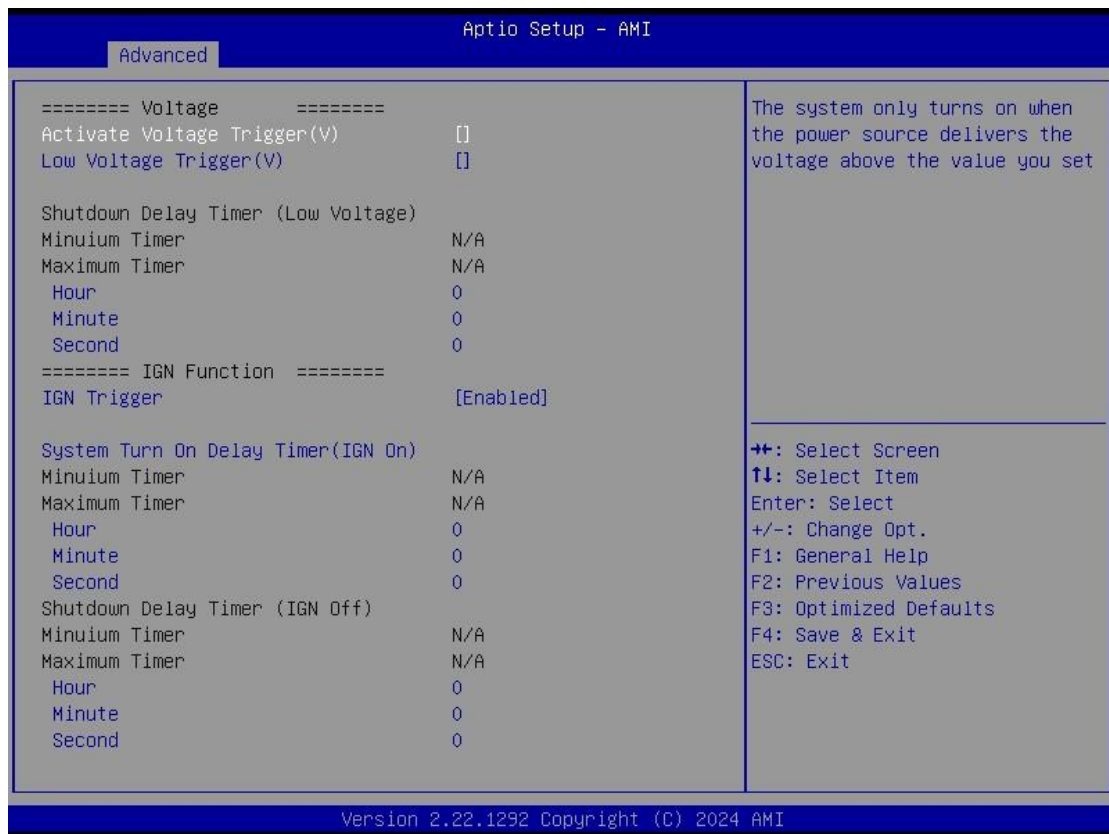 Aptio Setup - AMI
Advanced
======== Voltage ========
Activate Voltage Trigger(V) []
Low Voltage Trigger(V) []
Shutdown Delay Timer (Low Voltage)
Minuium Timer N/A
Maximum Timer N/A
Hour 0
Minute 0
Second 0
======== IGN Function ========
IGN Trigger [Enabled]
System Turn On Delay Timer(IGN On)
Minuium Timer N/A
Maximum Timer N/A
Hour 0
Minute 0
Second 0
Shutdown Delay Timer (IGN Off)
Minuium Timer N/A
Maximum Timer N/A
Hour 0
Minute 0
Second 0
The system only turns on when
the power source delivers the
voltage above the value you set
→←: Select Screen
↑↓: Select Item
Enter: Select
+/-: Change Opt.
F1: General Help
F2: Previous Values
F3: Optimized Defaults
F4: Save & Exit
ESC: Exit
Version 2.22.1292 Copyright (C) 2024 AMI